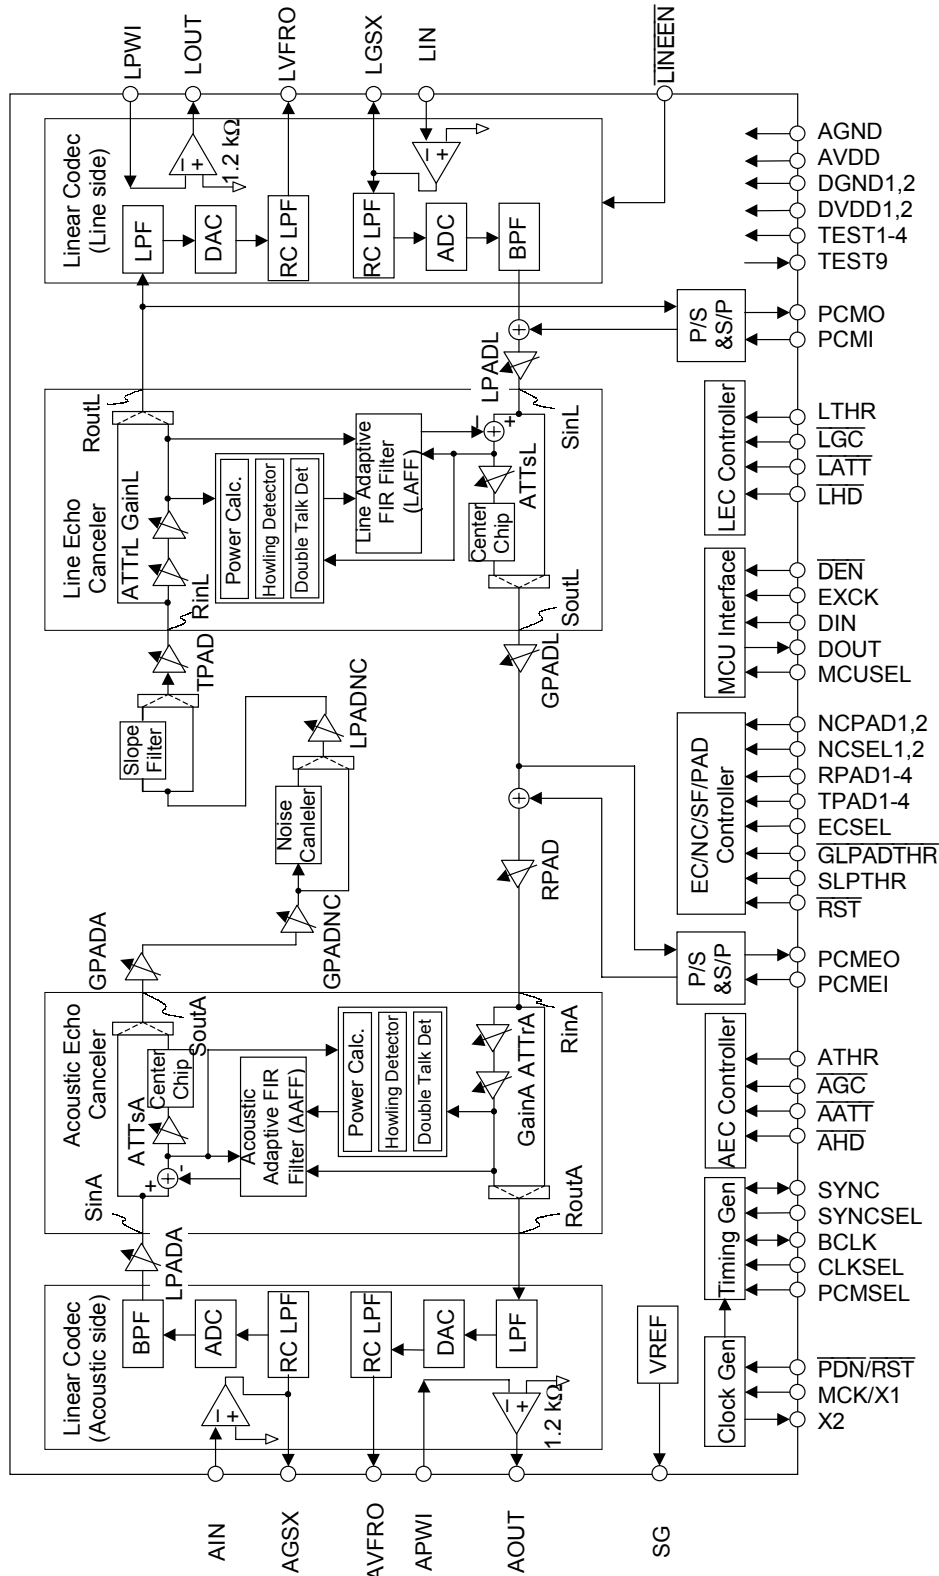 LPWI
LOUT
LVFRO
LGSX
LIN
LINEEN
Linear Codec
(Line side)
1.2 kΩ
LPF
DAC
RC LPF
RC LPF
ADC
BPF
AGND
AVDD
DGND1,2
DVDD1,2
TEST1-4
TEST9
P/S
&S/P
PCMO
PCMI
LPADL
RoutL
SinL
Line Echo
Canceler
ATTrL GainL
Power Calc.
Howling Detector
Double Talk Det
Line Adaptive
FIR Filter
(LAFF)
+
-
ATTsL
Center
Chip
RinL
SoutL
LEC Controller
LTHR
LGC
LATT
LHD
TPAD
GPADL
MCU Interface
DEN
EXCK
DIN
DOUT
MCUSEL
Slope
Filter
LPADNC
Noise
Canleler
GPADNC
RPAD
EC/NC/SF/PAD
Controller
NCPAD1,2
NCSEL1,2
RPAD1-4
TPAD1-4
ECSEL
GLPADTHR
SLPTHR
RST
GPADA
P/S
&S/P
PCMEO
PCMEI
SoutA
RinA
Acoustic Echo
Canceler
ATTsA
Center
Chip
Acoustic
Adaptive FIR
Filter (AAFF)
Power Calc.
Howling Detector
Double Talk Det
GainA ATTrA
+
-
SinA
RoutA
AEC Controller
ATHR
AGC
AATT
AHD
LPADA
Timing Gen
SYNC
SYNCSEL
BCLK
CLKSEL
PCMSEL
Linear Codec
(Acoustic side)
BPF
ADC
RC LPF
RC LPF
DAC
LPF
1.2 kΩ
VREF
Clock Gen
PDN/RST
MCK/X1
X2
AIN
AGSX
AVFRO
APWI
AOUT
SG